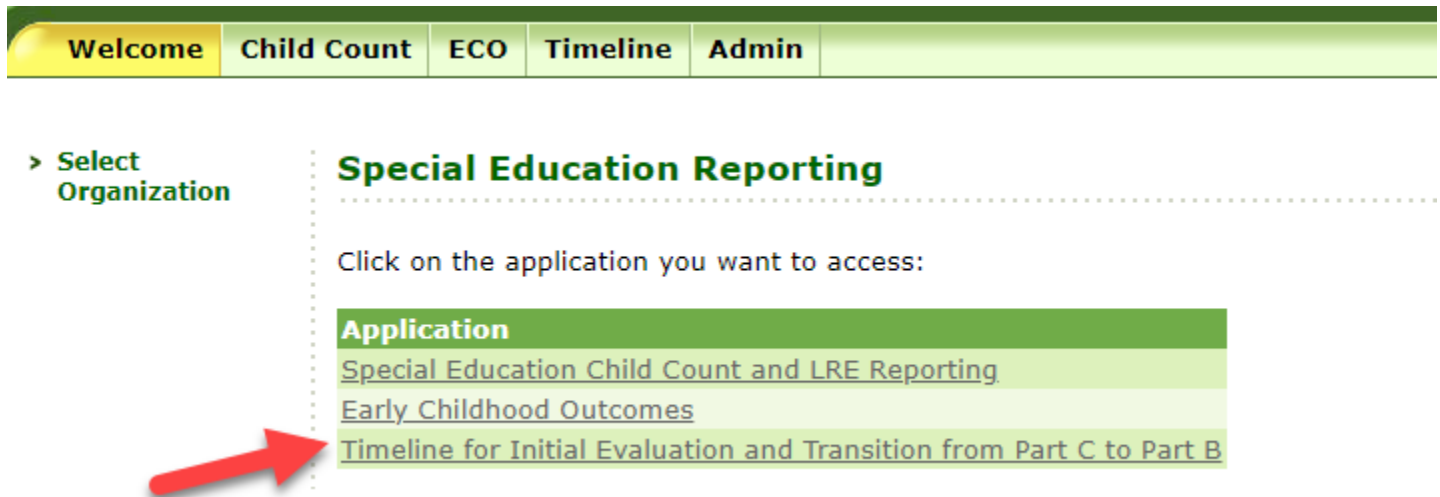 Welcome Child Count ECO Timeline Admin
> Select
Organization
Special Education Reporting
Click on the application you want to access:
Application
Special Education Child Count and LRE Reporting
Early Childhood Outcomes
Timeline for Initial Evaluation and Transition from Part C to Part B